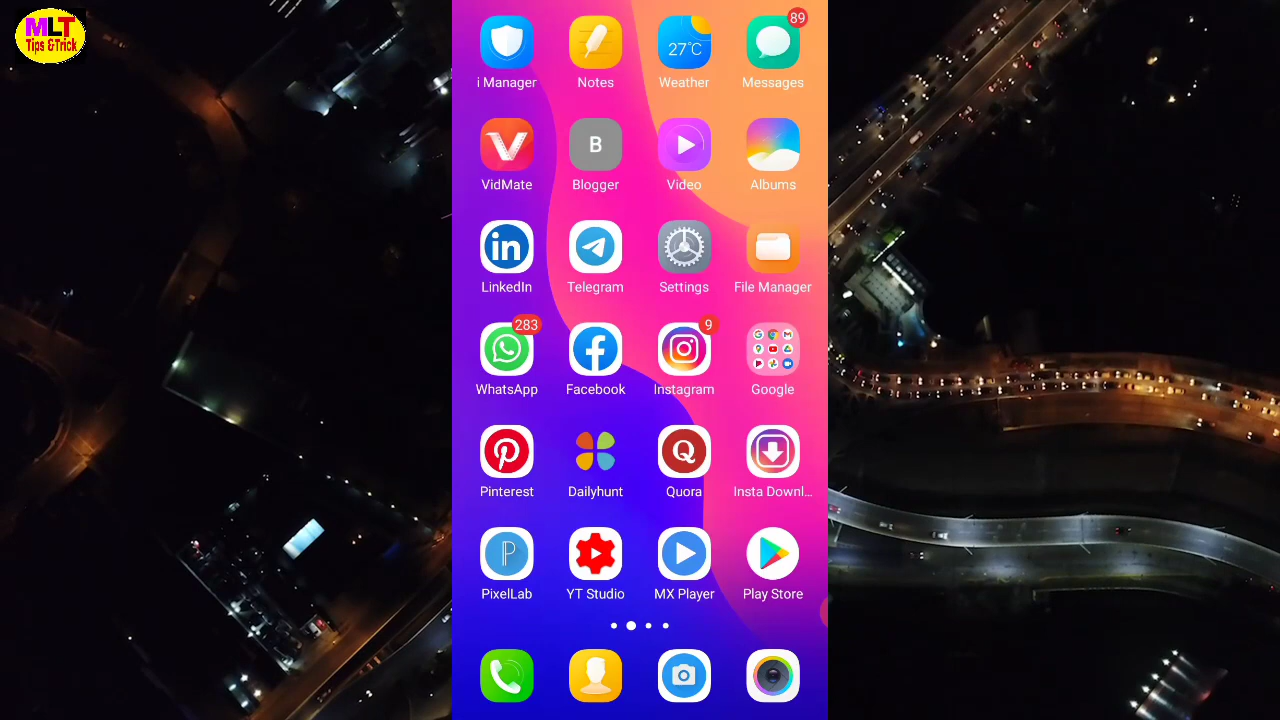 MLT
Tips &Trick
89
27°C
i Manager
Notes
Weather
Messages
B
VidMate
Blogger
Video
Albums
in
LinkedIn
Telegram
Settings
File Manager
283
9
WhatsApp
Facebook
Instagram
Google
Q
Pinterest
Dailyhunt
Quora
Insta Downl...
P
PixelLab
YT Studio
MX Player
Play Store